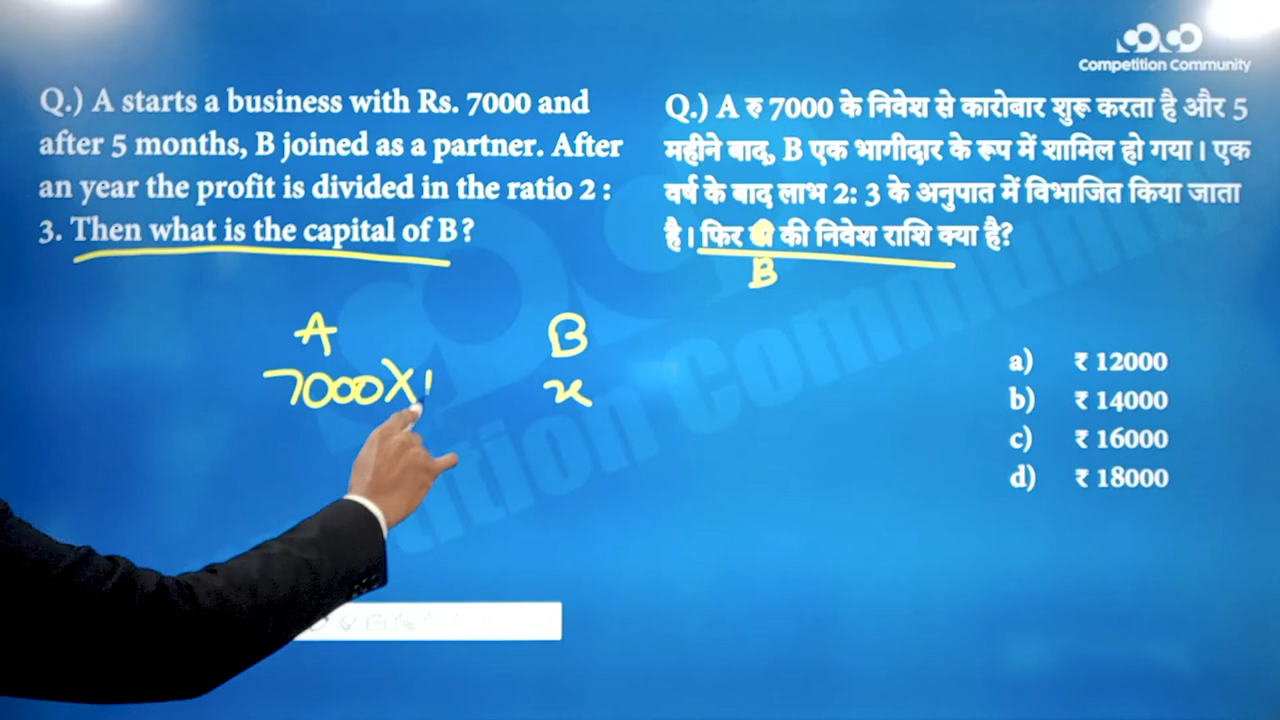 Competition Community
Q.) A starts a business with Rs. 7000 and
after 5 months, B joined as a partner. After
an year the profit is divided in the ratio 2 :
3. Then what is the capital of B?
Q.) A रु 7000 के निवेश से कारोबार शुरू करता है और 5
महीने बाद, B एक भागीदार के रूप में शामिल हो गया। एक
वर्ष के बाद लाभ 2: 3 के अनुपात में विभाजित किया जाता
है। फिर की निवेश राशि क्या है?
B
A B
7000X1 x
a) ₹ 12000
b) ₹ 14000
c) ₹ 16000
d) ₹ 18000